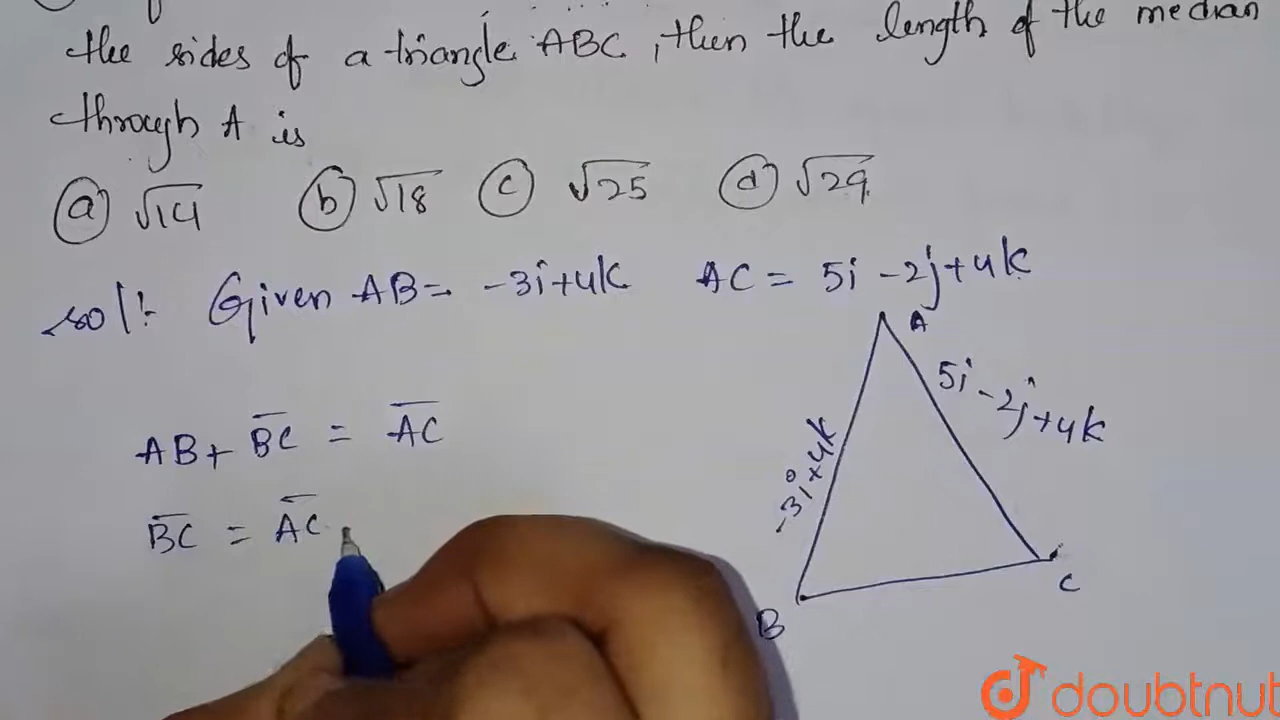 the sides of a triangle ABC, then the length of the median
through A is
(a) √14 (b) √18 (c) √25 (d) √29
sol: Given AB = -3i+4k AC = 5i -2j+4k
A
5i -2j+4k
-3i+4k
AB + BC = AC
BC = AC
C
B
doubtnut